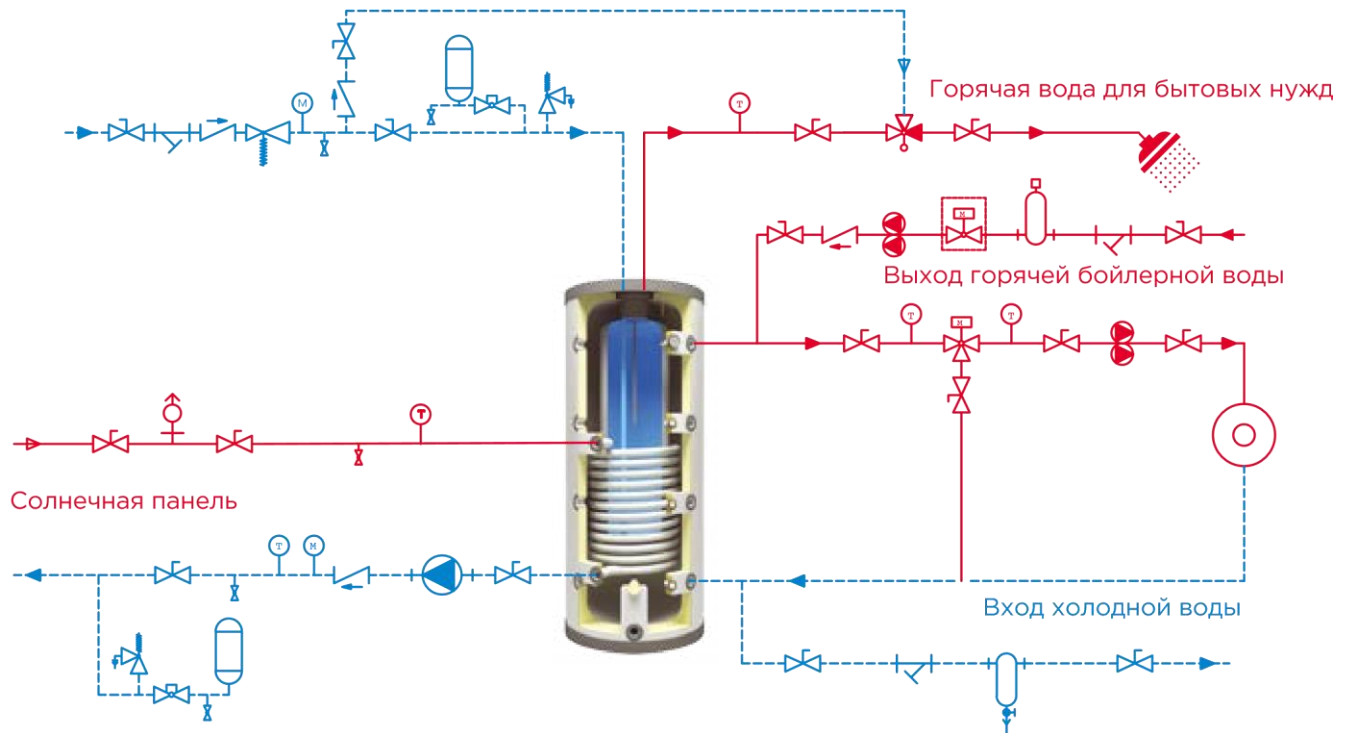 M
T
Горячая вода для бытовых нужд
M
Выход горячей бойлерной воды
T
M
T
T
Солнечная панель
T
M
Вход холодной воды